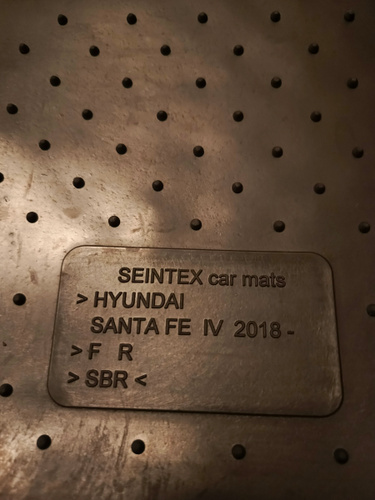 SEINTEX car mats
> HYUNDAI
SANTA FE IV 2018 -
> F R
> SBR <